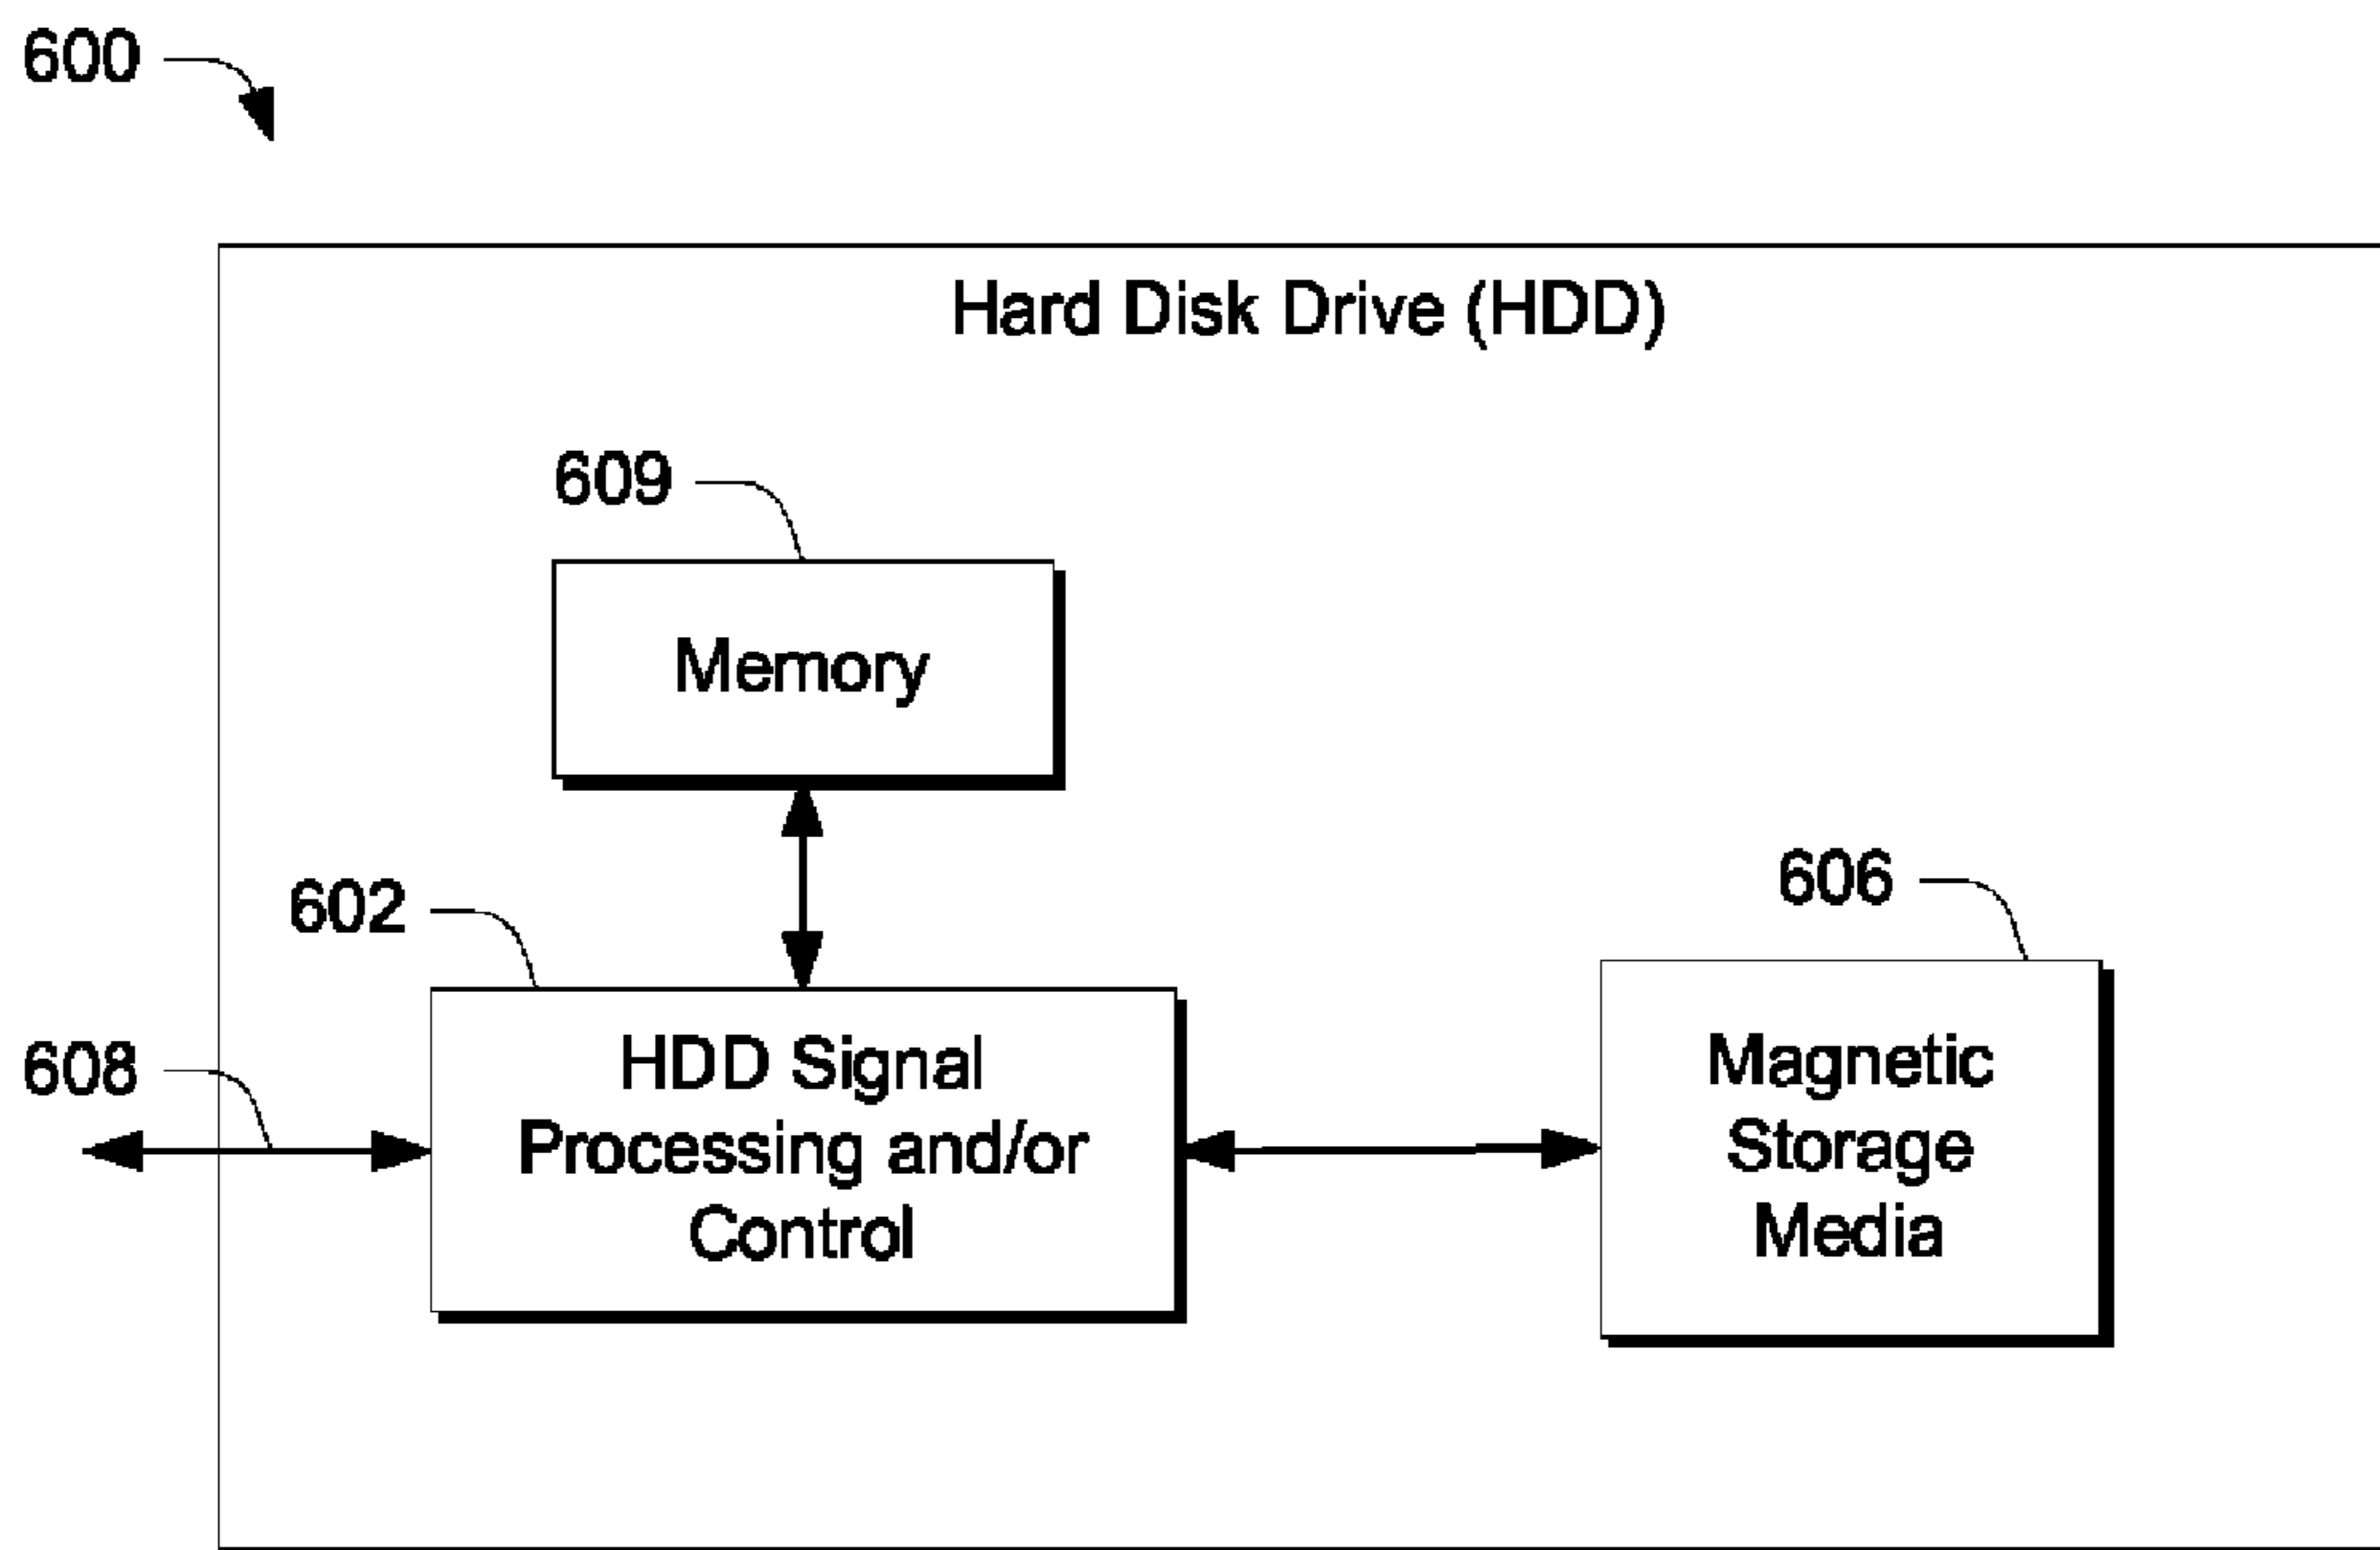 600
Hard Disk Drive (HDD)
609
Memory
602
606
608
HDD Signal
Processing and/or
Control
Magnetic
Storage
Media